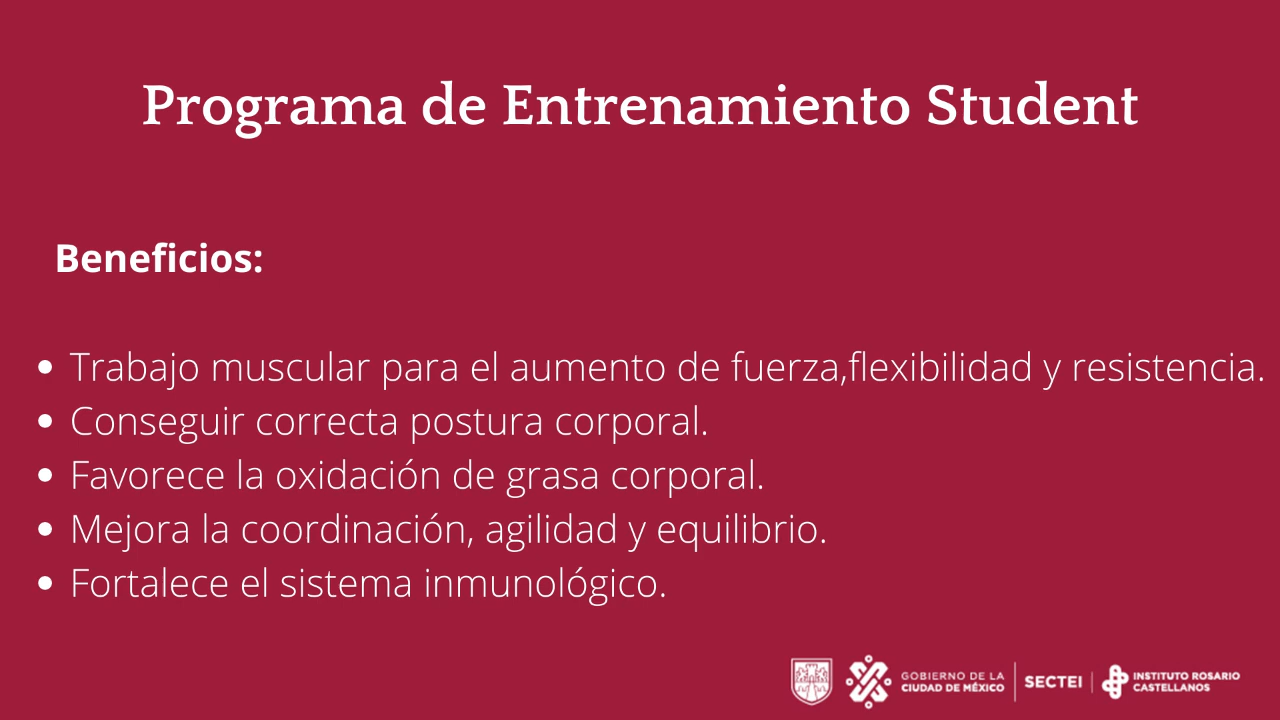 Programa de Entrenamiento Student
Beneficios:
• Trabajo muscular para el aumento de fuerza,flexibilidad y resistencia.
• Conseguir correcta postura corporal.
• Favorece la oxidación de grasa corporal.
• Mejora la coordinación, agilidad y equilibrio.
• Fortalece el sistema inmunológico.
GOBIERNO DE LA
CIUDAD DE MÉXICO
SECTEI
INSTITUTO ROSARIO
CASTELLANOS